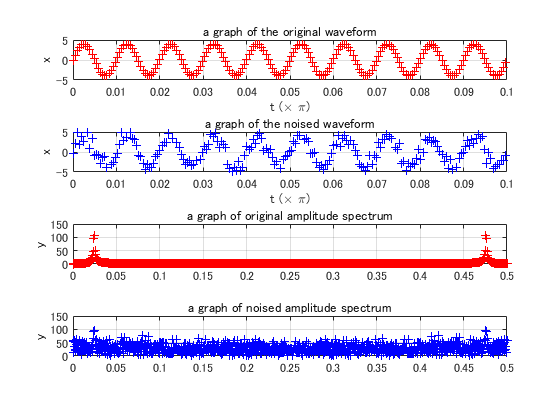 a graph of the original waveform
5
0
−5
x
0 0.01 0.02 0.03 0.04 0.05 0.06 0.07 0.08 0.09 0.1
t (× π)
a graph of the noised waveform
5
0
−5
x
0 0.01 0.02 0.03 0.04 0.05 0.06 0.07 0.08 0.09 0.1
t (× π)
a graph of original amplitude spectrum
150
100
50
0
y
0 0.05 0.1 0.15 0.2 0.25 0.3 0.35 0.4 0.45 0.5
a graph of noised amplitude spectrum
150
100
50
0
y
0 0.05 0.1 0.15 0.2 0.25 0.3 0.35 0.4 0.45 0.5